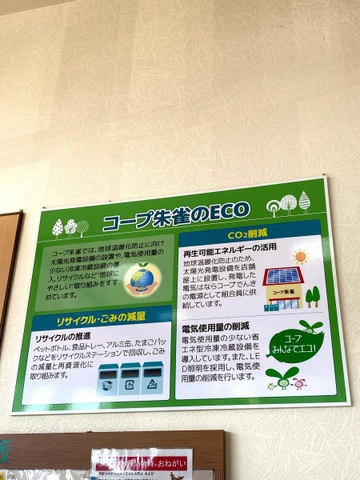 コープ朱雀のECO
コープ朱雀では、地球温暖化防止に向け
太陽光発電設備の設置や、電気使用量の
少ない冷凍冷蔵設備の導
入、リサイクルなど“地球に
やさしい”取り組みをすす
めています。
リサイクル・ごみの減量
リサイクルの推進
ペットボトル、食品トレー、アルミ缶、たまごパッ
クなどをリサイクルステーションで回収し、ごみ
の減量と再資源化に
取り組みます。
CO₂削減
再生可能エネルギーの活用
地球温暖化防止のため、
太陽光発電設備を店舗
屋上に設置し、発電した
電気はならコープでんき
の電源として組合員に供
給しています。
コープ朱雀
電気使用量の削減
電気使用量の少ない省
エネ型冷凍冷蔵設備を
導入しています。また、LE
D照明を採用し、電気使
用量の削減を行います。
コープ
みんなでエコ!
おねがい